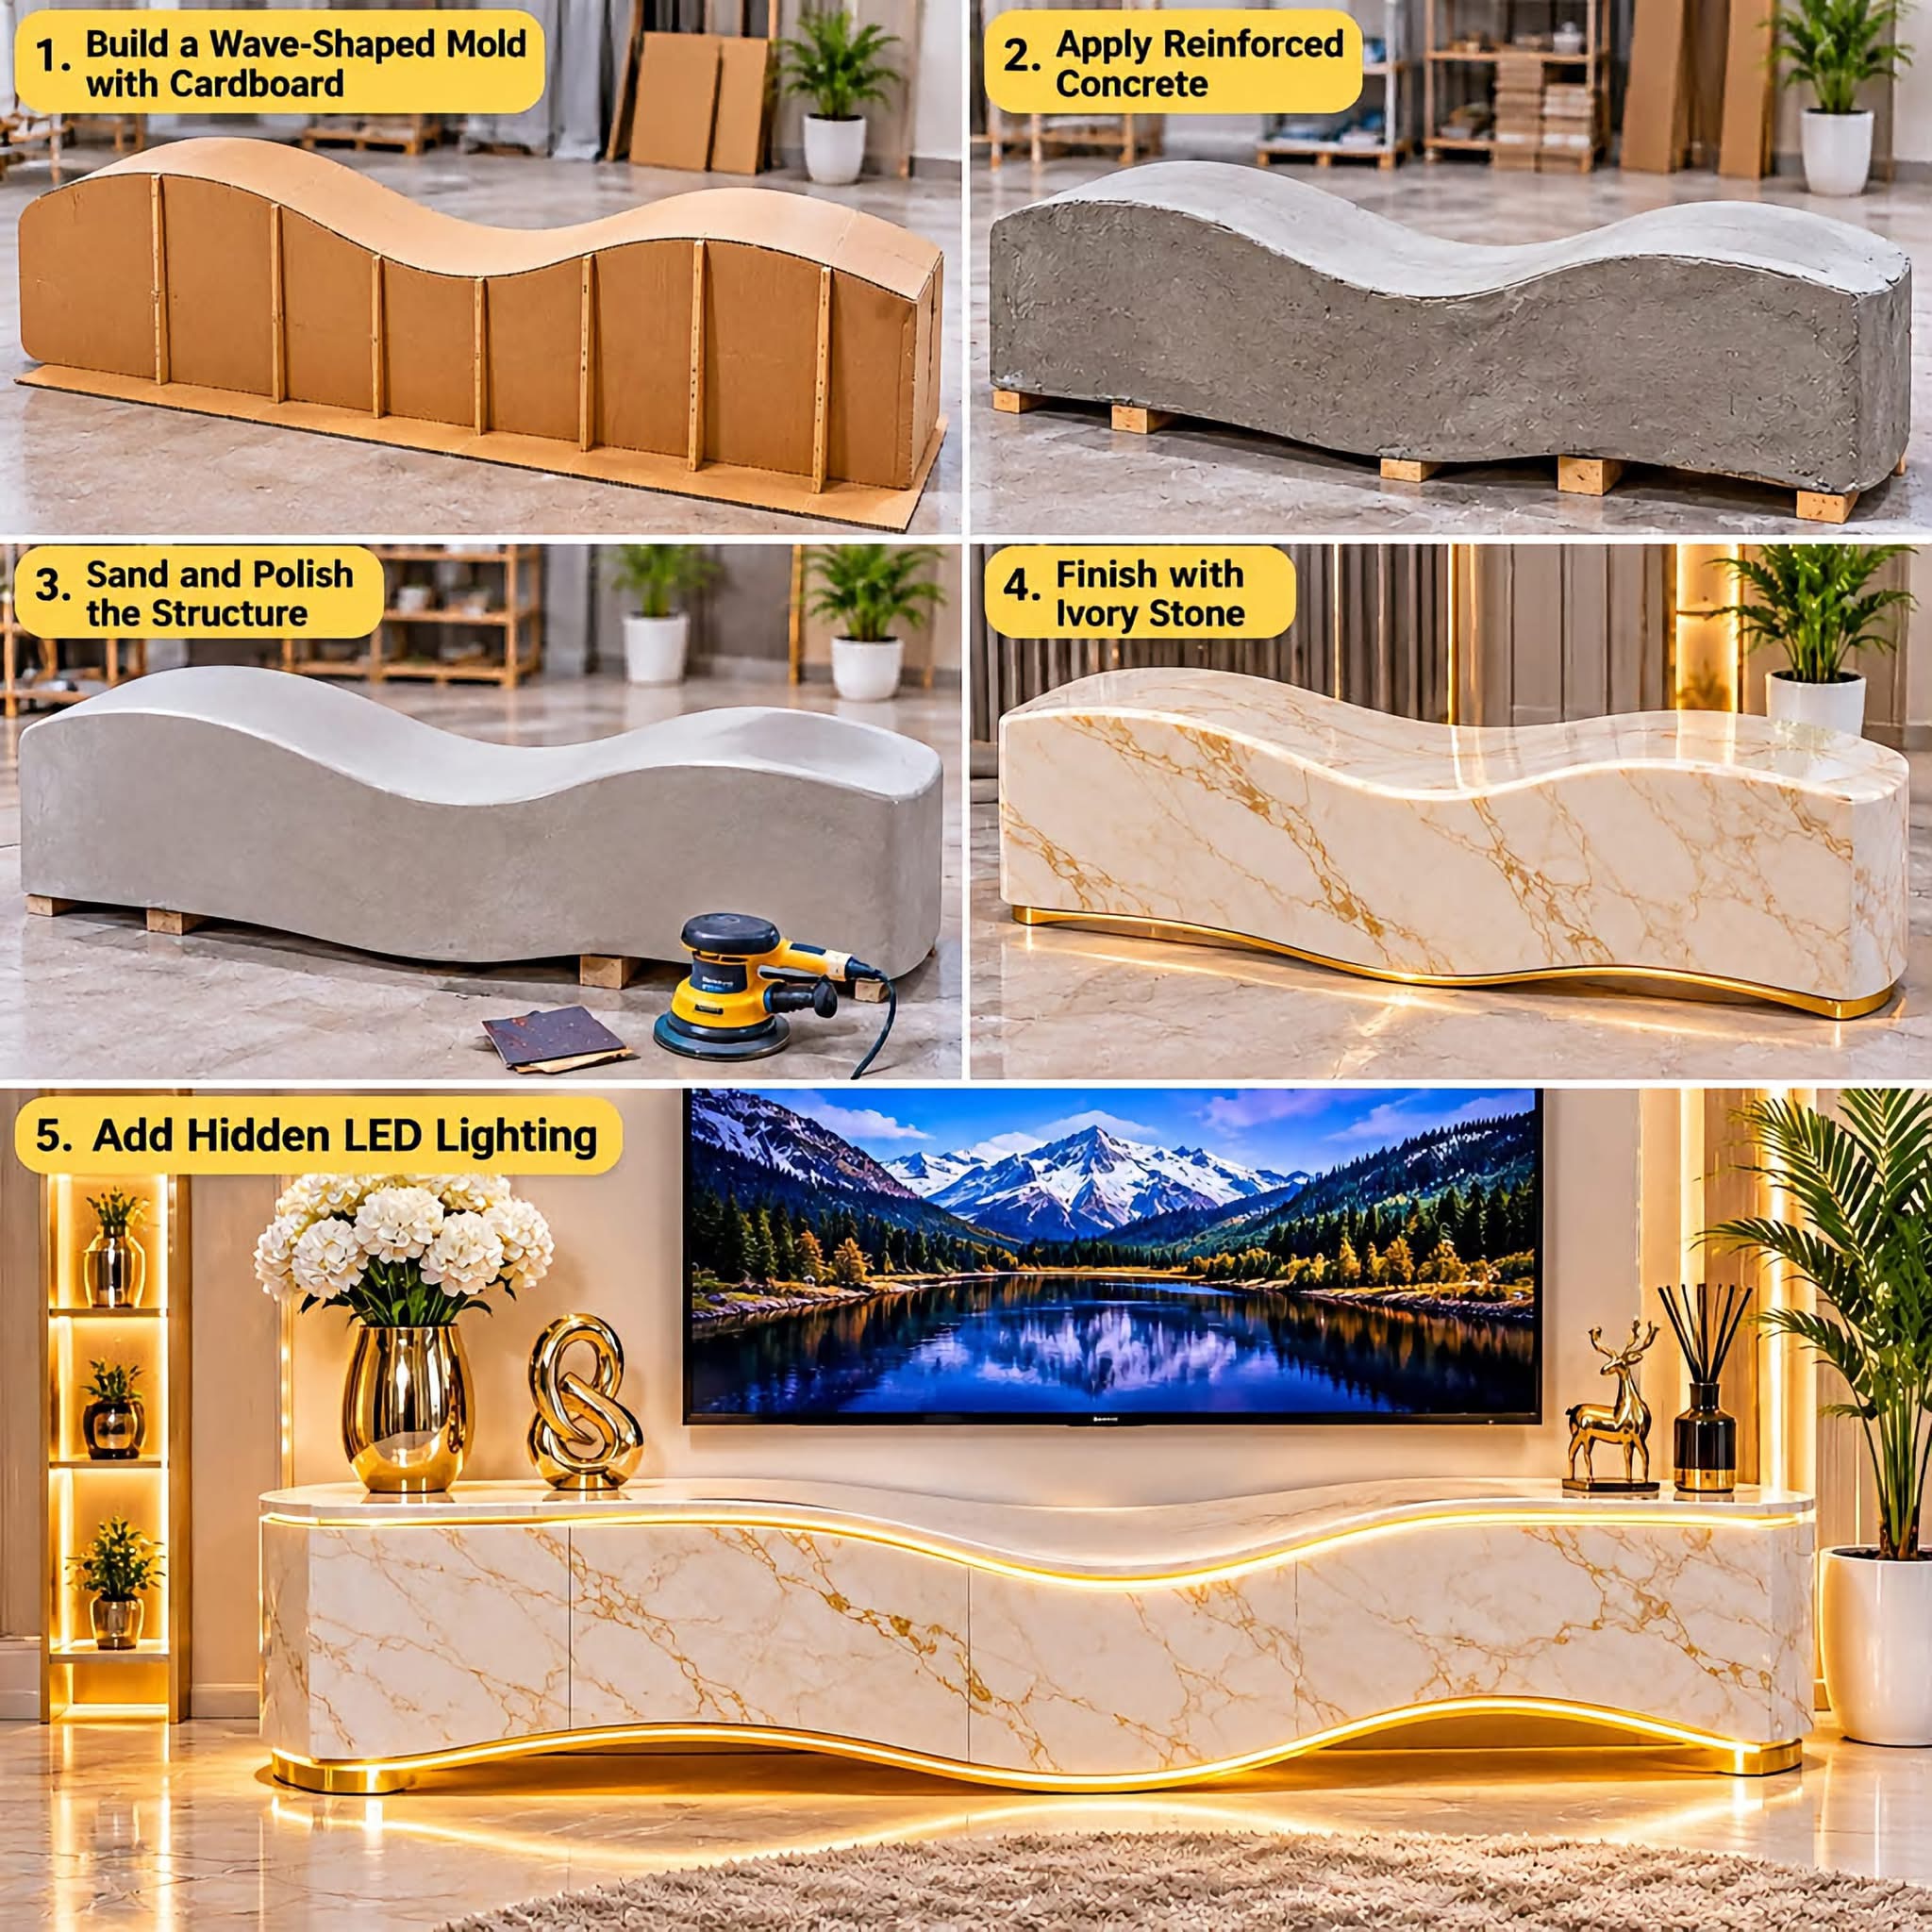 1. Build a Wave-Shaped Mold
with Cardboard
2. Apply Reinforced
Concrete
3. Sand and Polish
the Structure
4. Finish with
Ivory Stone
5. Add Hidden LED Lighting